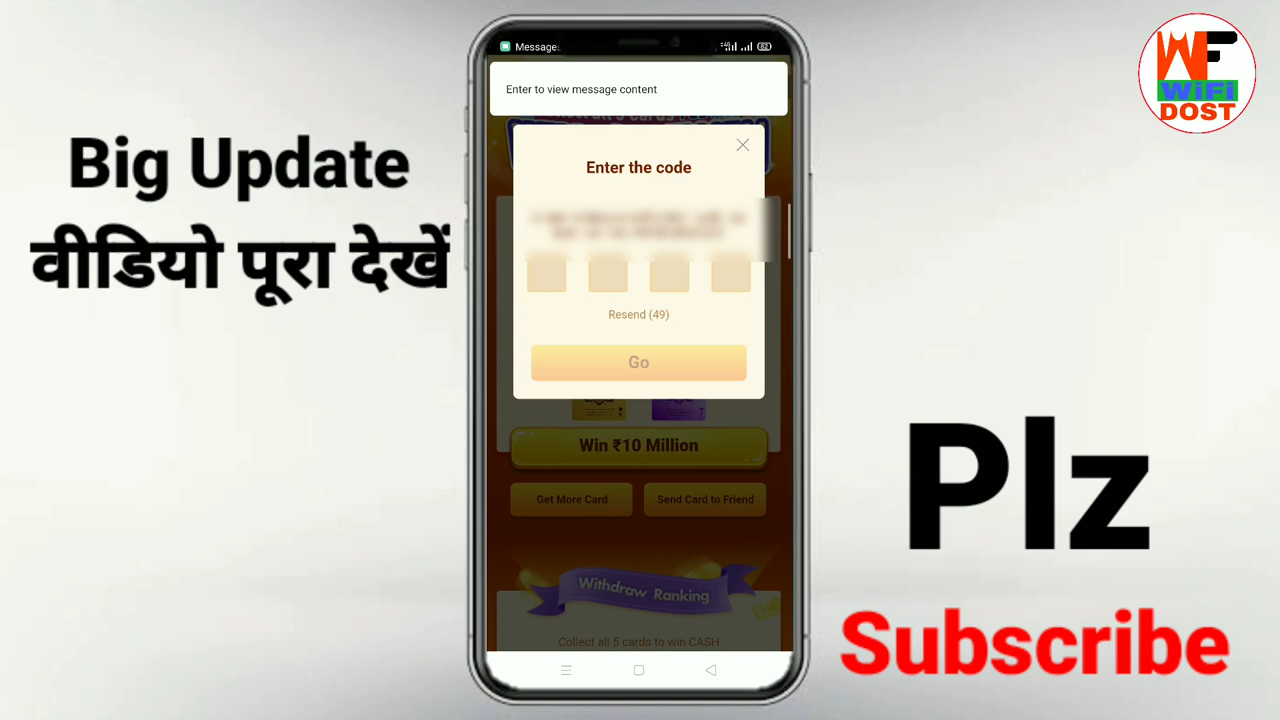 Big Update
वीडियो पूरा देखें
Message
Enter to view message content
Enter the code
Resend (49)
Go
Win ₹10 Million
Get More Card
Send Card to Friend
Withdraw Ranking
Collect all 5 cards to win CASH
WF
WiFi
DOST
Plz
Subscribe